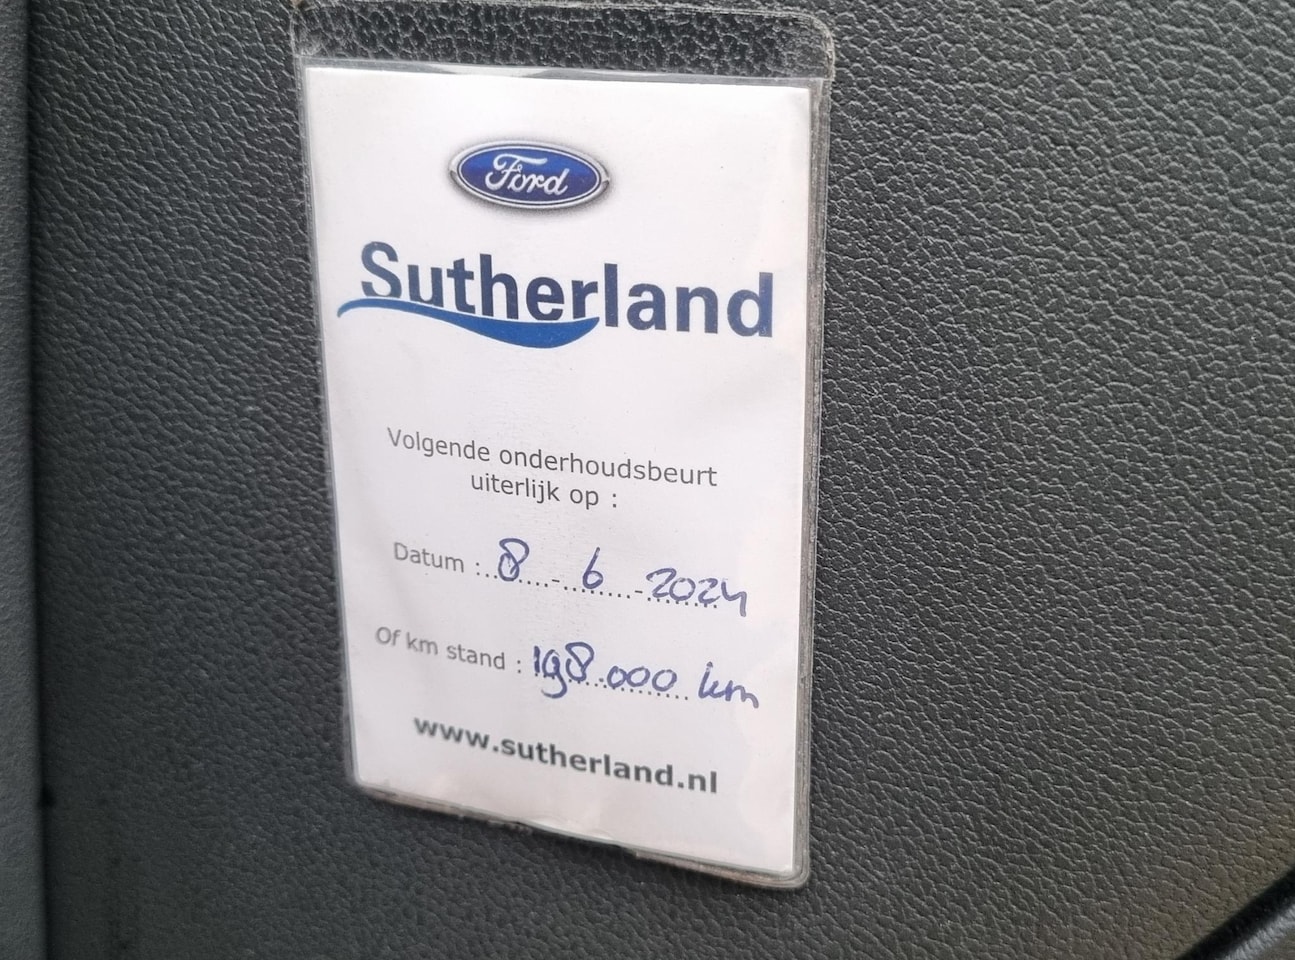 Ford
Sutherland
Volgende onderhoudsbeurt
uiterlijk op :
Datum :..8....-..6....-2024
Of km stand : 198.000 km
www.sutherland.nl